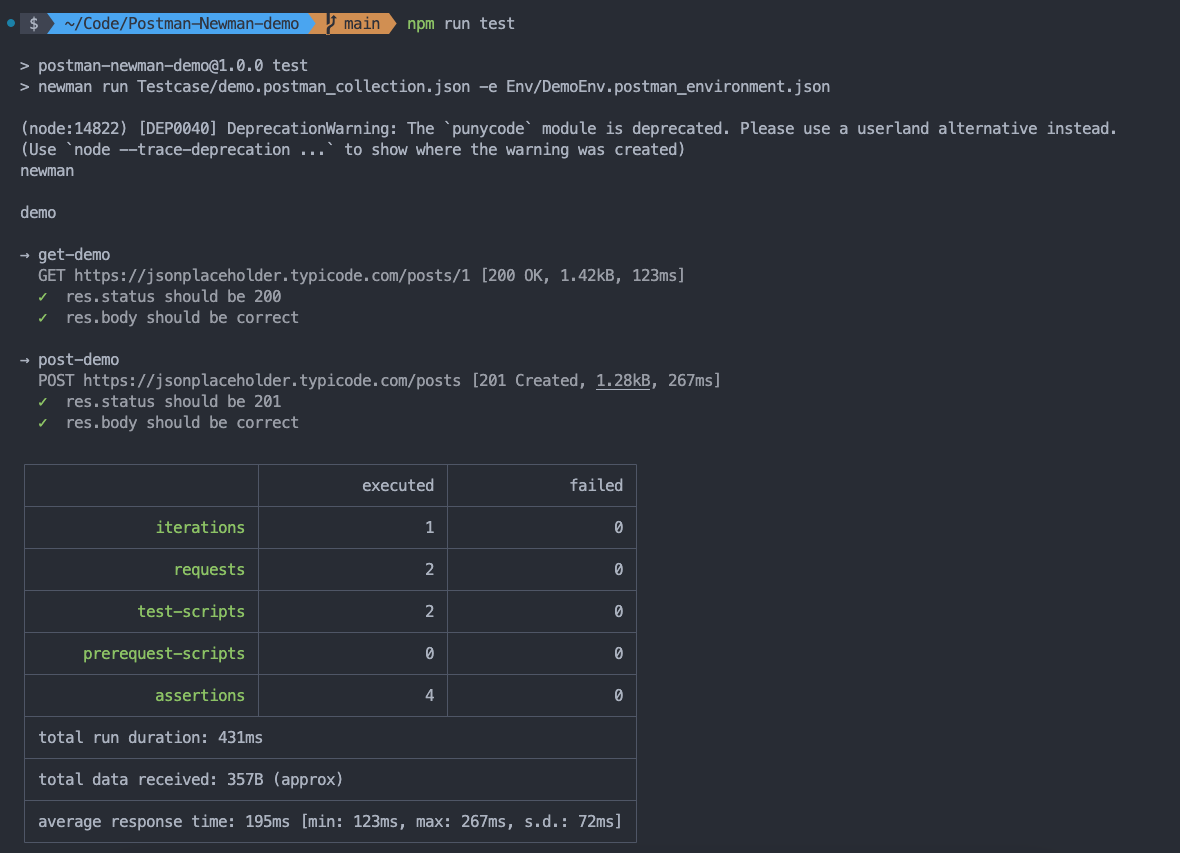 $ ~/Code/Postman-Newman-demo main npm run test
> postman-newman-demo@1.0.0 test
> newman run Testcase/demo.postman_collection.json -e Env/DemoEnv.postman_environment.json
(node:14822) [DEP0040] DeprecationWarning: The `punycode` module is deprecated. Please use a userland alternative instead.
(Use `node --trace-deprecation ...` to show where the warning was created)
newman
demo
→ get-demo
GET https://jsonplaceholder.typicode.com/posts/1 [200 OK, 1.42kB, 123ms]
✓ res.status should be 200
✓ res.body should be correct
→ post-demo
POST https://jsonplaceholder.typicode.com/posts [201 Created, 1.28kB, 267ms]
✓ res.status should be 201
✓ res.body should be correct
executed failed
iterations 1 0
requests 2 0
test-scripts 2 0
prerequest-scripts 0 0
assertions 4 0
total run duration: 431ms
total data received: 357B (approx)
average response time: 195ms [min: 123ms, max: 267ms, s.d.: 72ms]